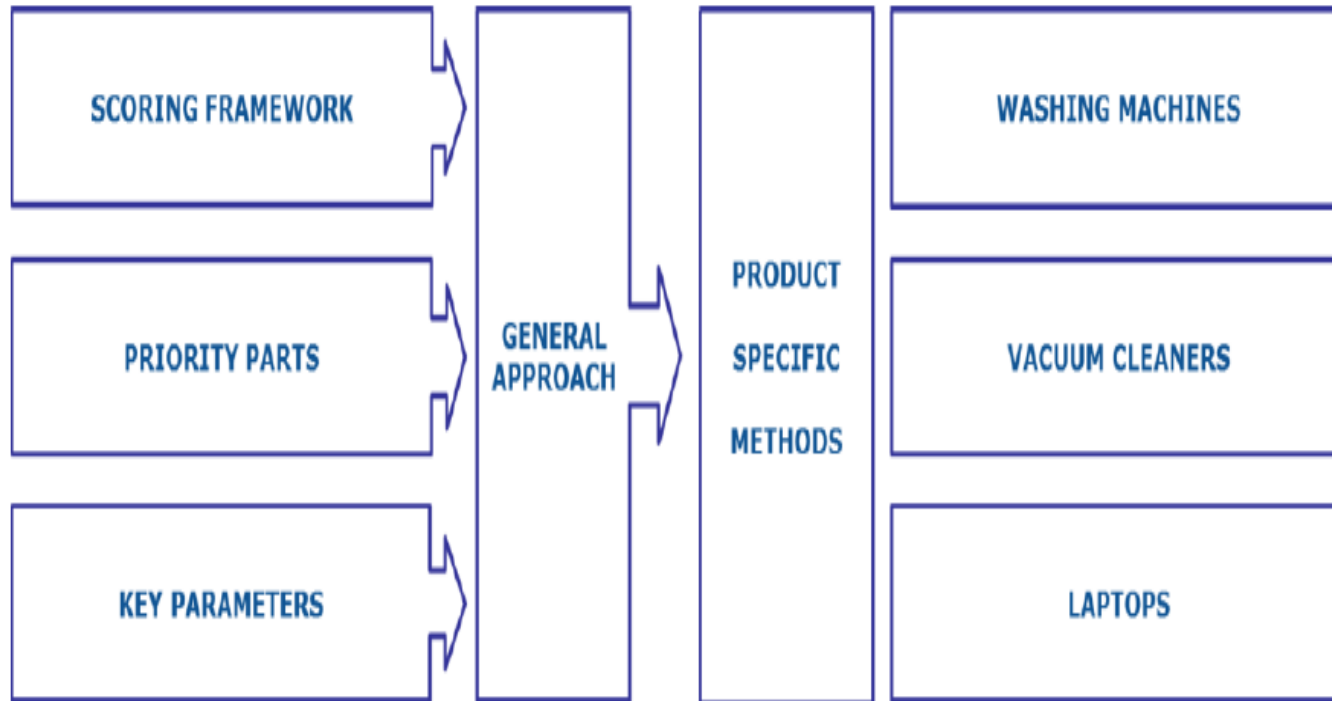 SCORING FRAMEWORK
PRIORITY PARTS
KEY PARAMETERS
GENERAL
APPROACH
PRODUCT
SPECIFIC
METHODS
WASHING MACHINES
VACUUM CLEANERS
LAPTOPS